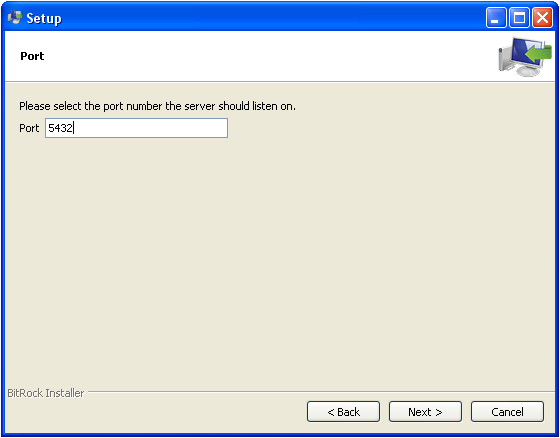 Setup
Port
Please select the port number the server should listen on.
Port 5432
BitRock Installer
< Back Next > Cancel